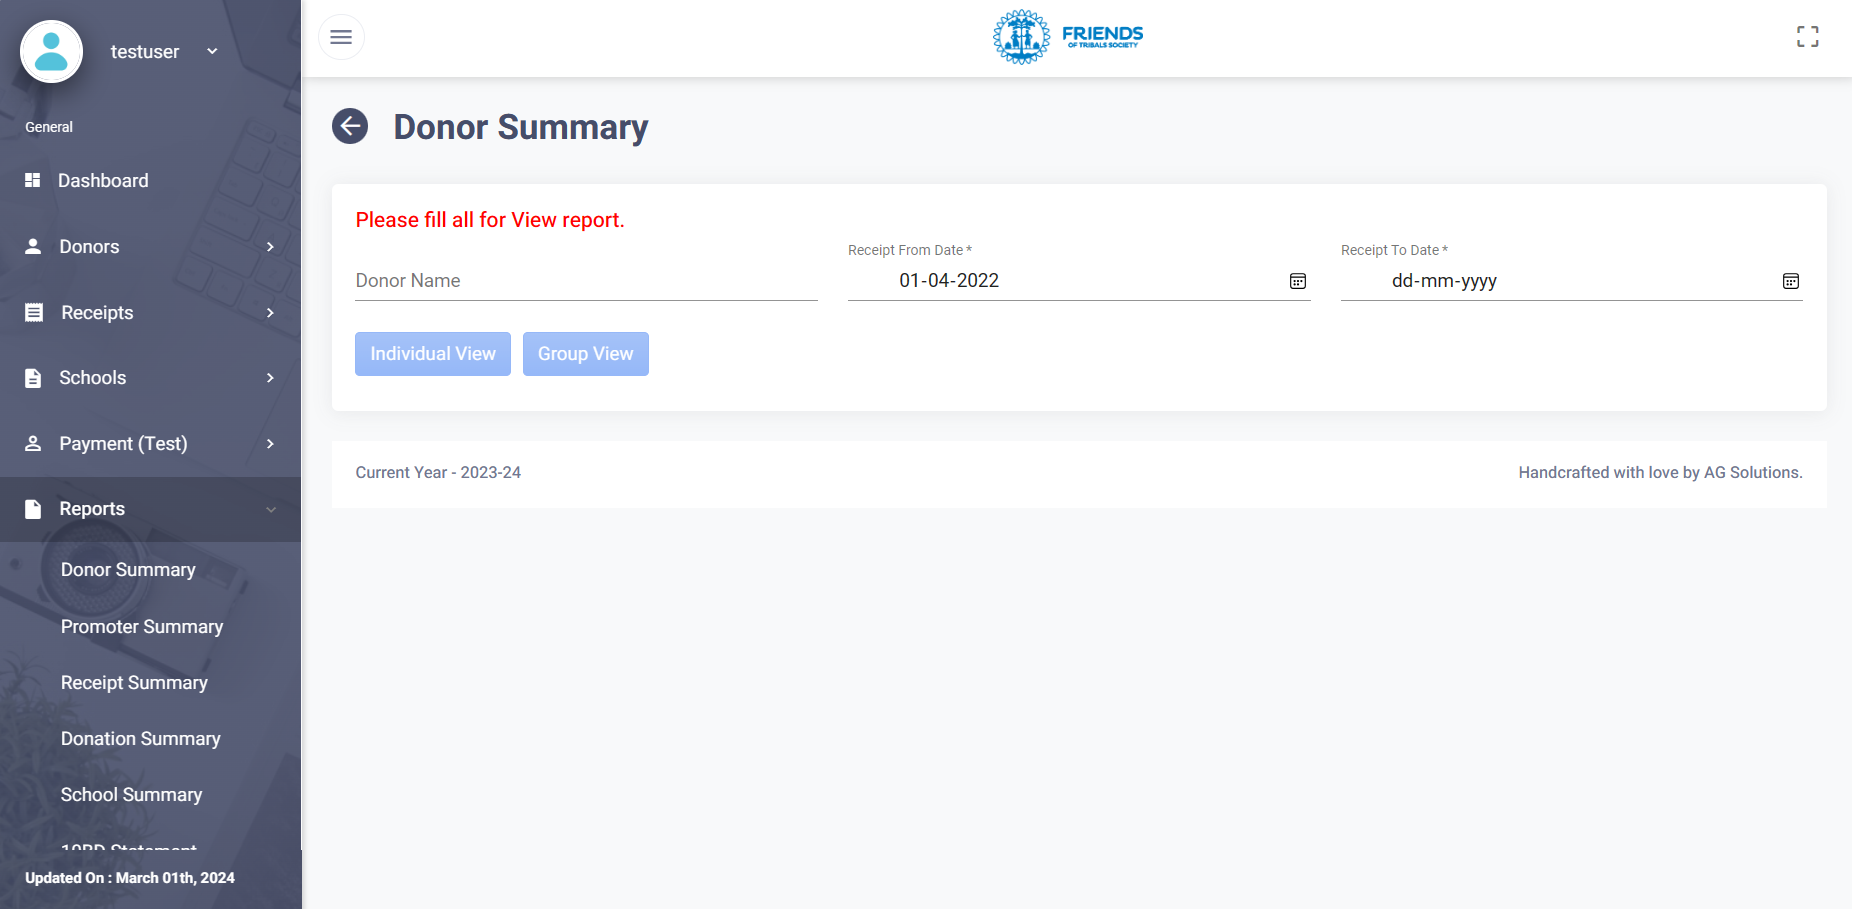 testuser
General
Dashboard
Donors
Receipts
Schools
Payment (Test)
Reports
Donor Summary
Promoter Summary
Receipt Summary
Donation Summary
School Summary
10BD Statement
Updated On : March 01th, 2024
FRIENDS
OF TRIBALS SOCIETY
Donor Summary
Please fill all for View report.
Donor Name
Receipt From Date *
01-04-2022
Receipt To Date *
dd-mm-yyyy
Individual View
Group View
Current Year - 2023-24
Handcrafted with love by AG Solutions.